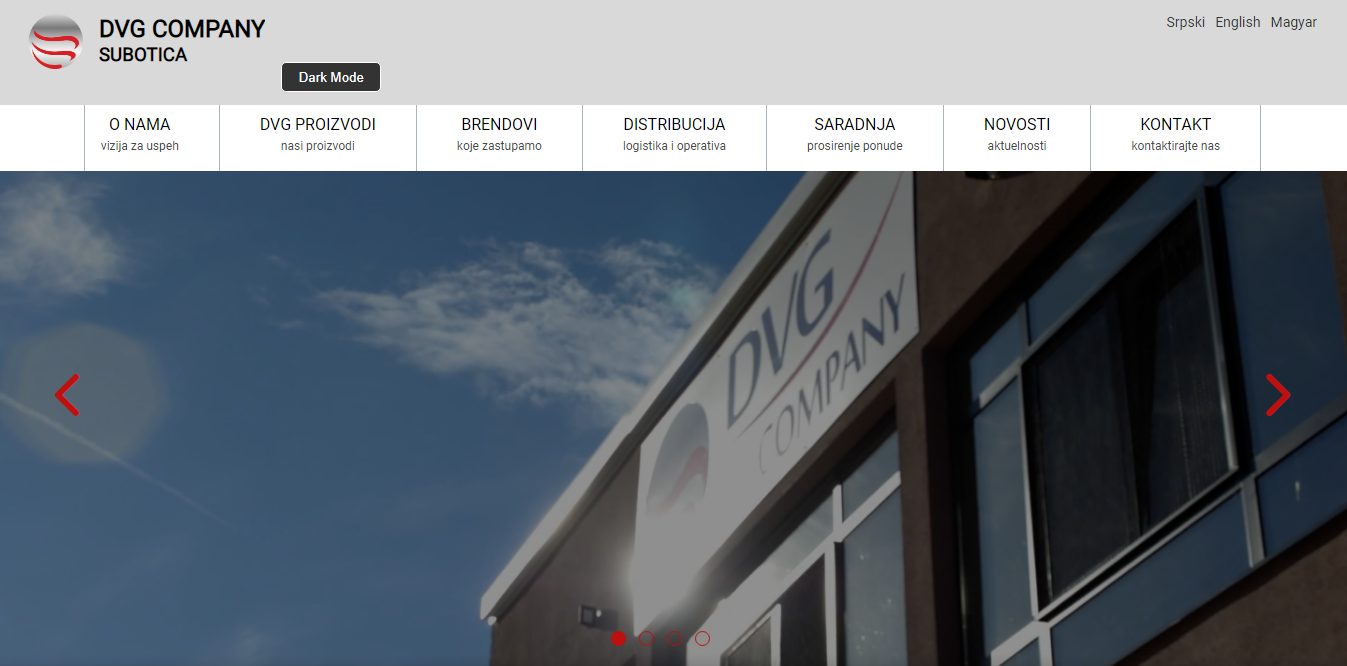 DVG COMPANY
SUBOTICA
Srpski English Magyar
Dark Mode
O NAMA
vizija za uspeh
DVG PROIZVODI
nasi proizvodi
BRENDOVI
koje zastupamo
DISTRIBUCIJA
logistika i operativa
SARADNJA
prosirenje ponude
NOVOSTI
aktuelnosti
KONTAKT
kontaktirajte nas
DVG
COMPANY